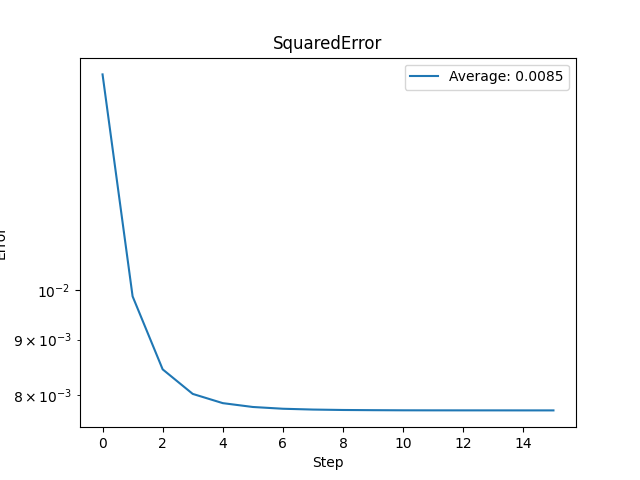 SquaredError
Average: 0.0085
Error
10⁻²
9 × 10⁻³
8 × 10⁻³
0 2 4 6 8 10 12 14
Step